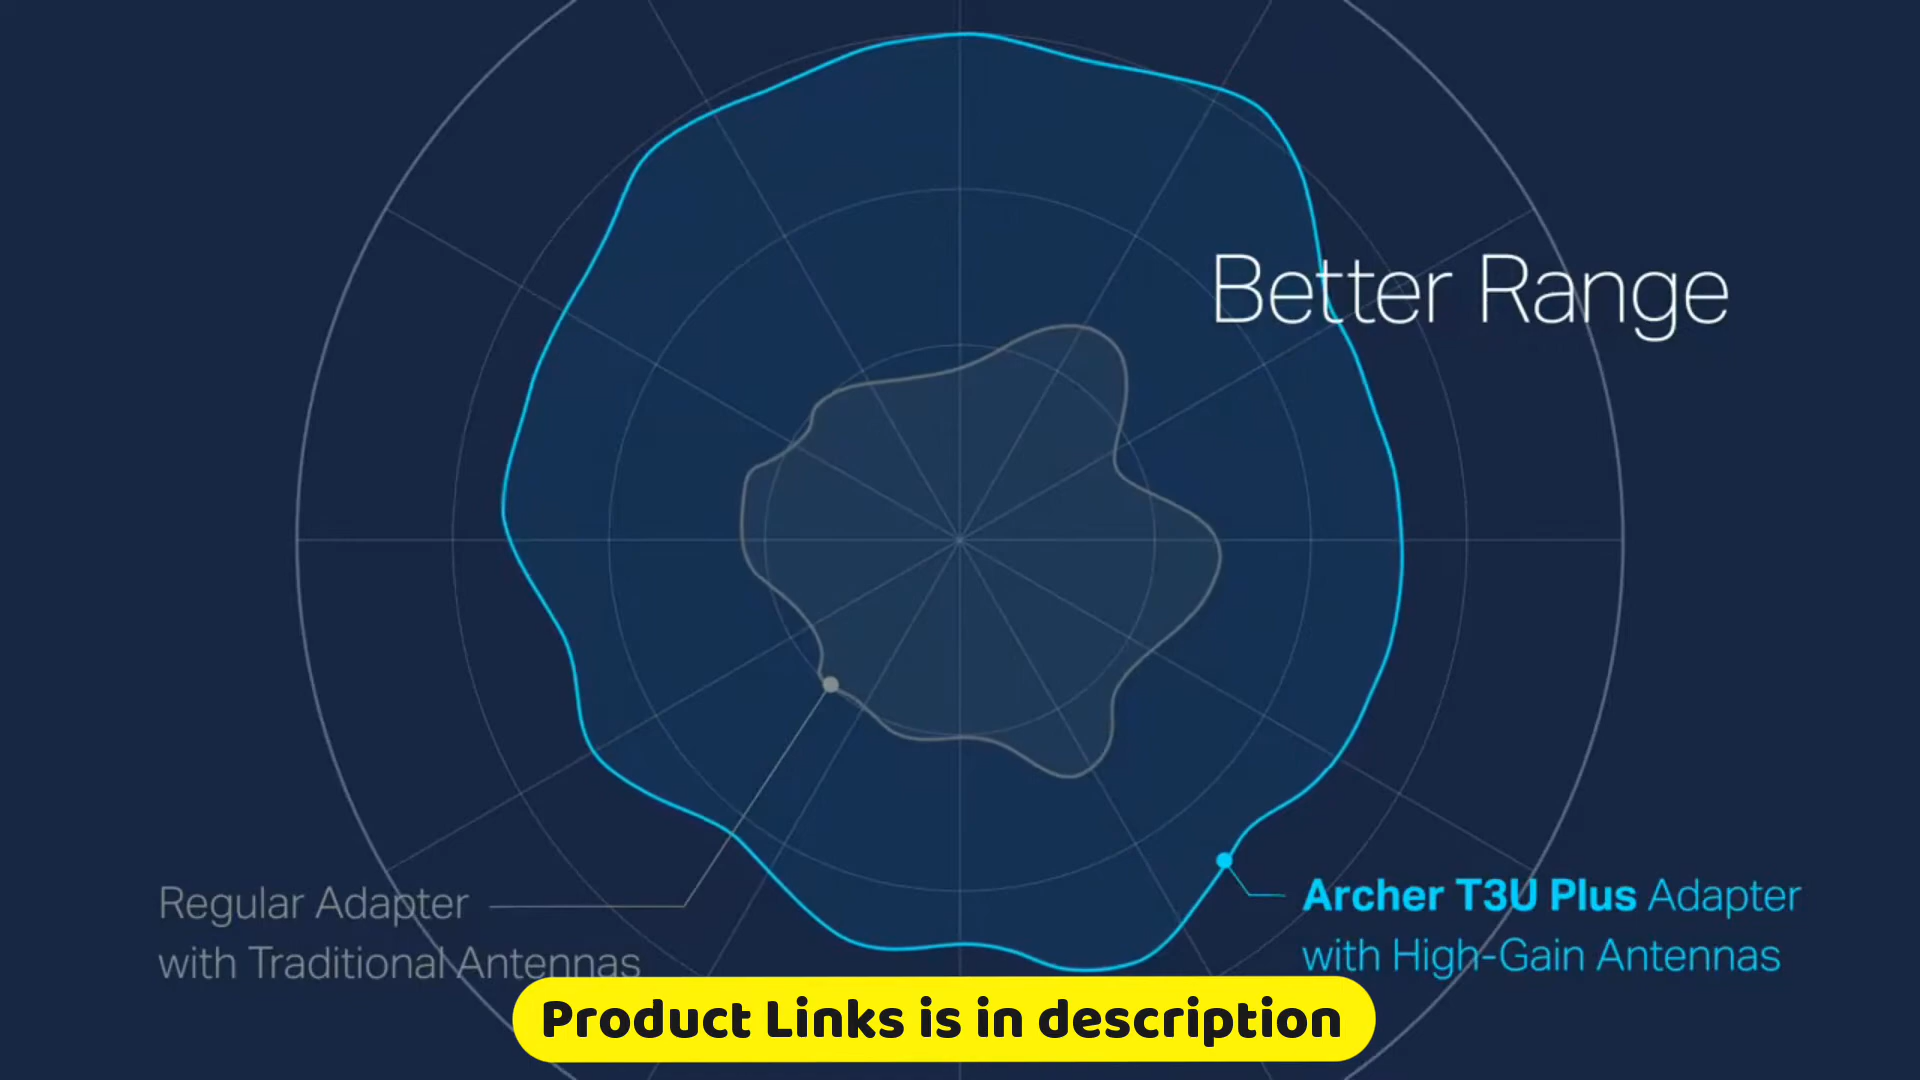 Better Range
Regular Adapter
with Traditional Antennas
Archer T3U Plus Adapter
with High-Gain Antennas
Product Links is in description